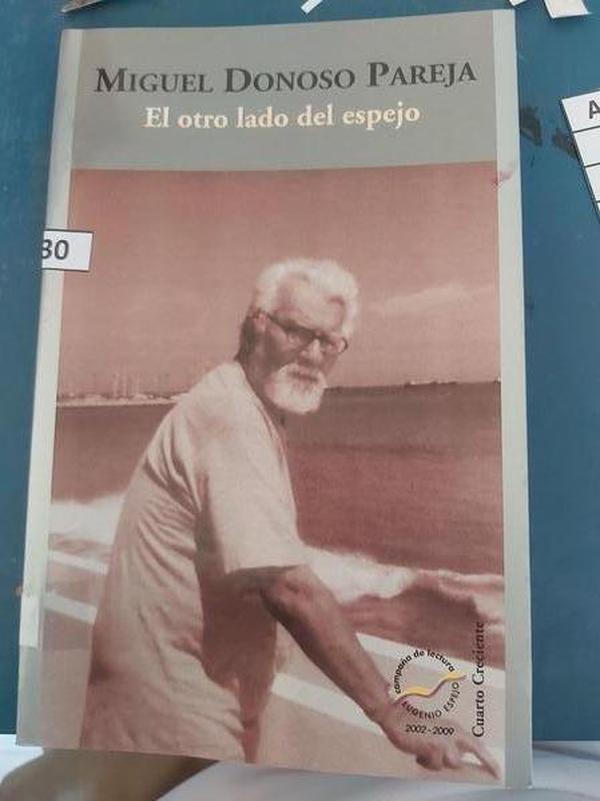 MIGUEL DONOSO PAREJA
El otro lado del espejo
30
A
campaña de lectura
EUGENIO ESPEJO
2002-2009
Cuarto Creciente